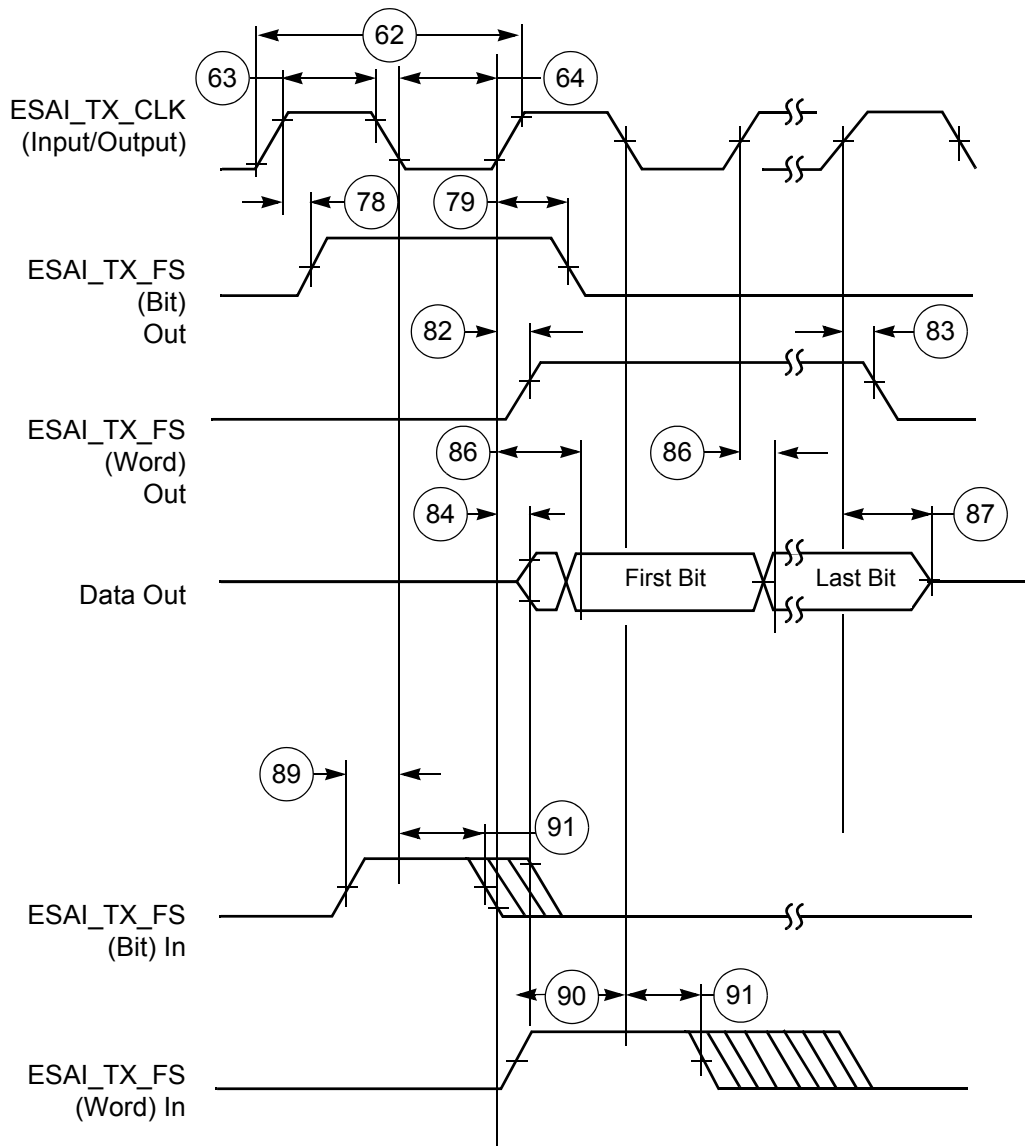 62
63
64
ESAI_TX_CLK
(Input/Output)
78
79
ESAI_TX_FS
(Bit)
Out
82
83
ESAI_TX_FS
(Word)
Out
86
86
84
87
First Bit
Last Bit
Data Out
89
91
ESAI_TX_FS
(Bit) In
90
91
ESAI_TX_FS
(Word) In